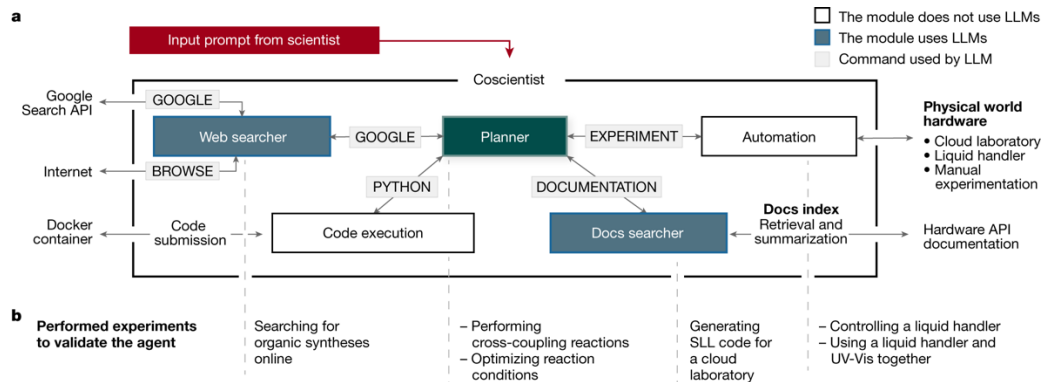 a
Input prompt from scientist
The module does not use LLMs
The module uses LLMs
Command used by LLM
Coscientist
Google
Search API
GOOGLE
Web searcher
GOOGLE
Planner
EXPERIMENT
Automation
Physical world
hardware
• Cloud laboratory
• Liquid handler
• Manual
experimentation
Internet
BROWSE
PYTHON
DOCUMENTATION
Docker
container
Code
submission
Code execution
Docs searcher
Docs index
Retrieval and
summarization
Hardware API
documentation
b
Performed experiments
to validate the agent
Searching for
organic syntheses
online
– Performing
cross-coupling reactions
– Optimizing reaction
conditions
Generating
SLL code for
a cloud
laboratory
– Controlling a liquid handler
– Using a liquid handler and
UV-Vis together